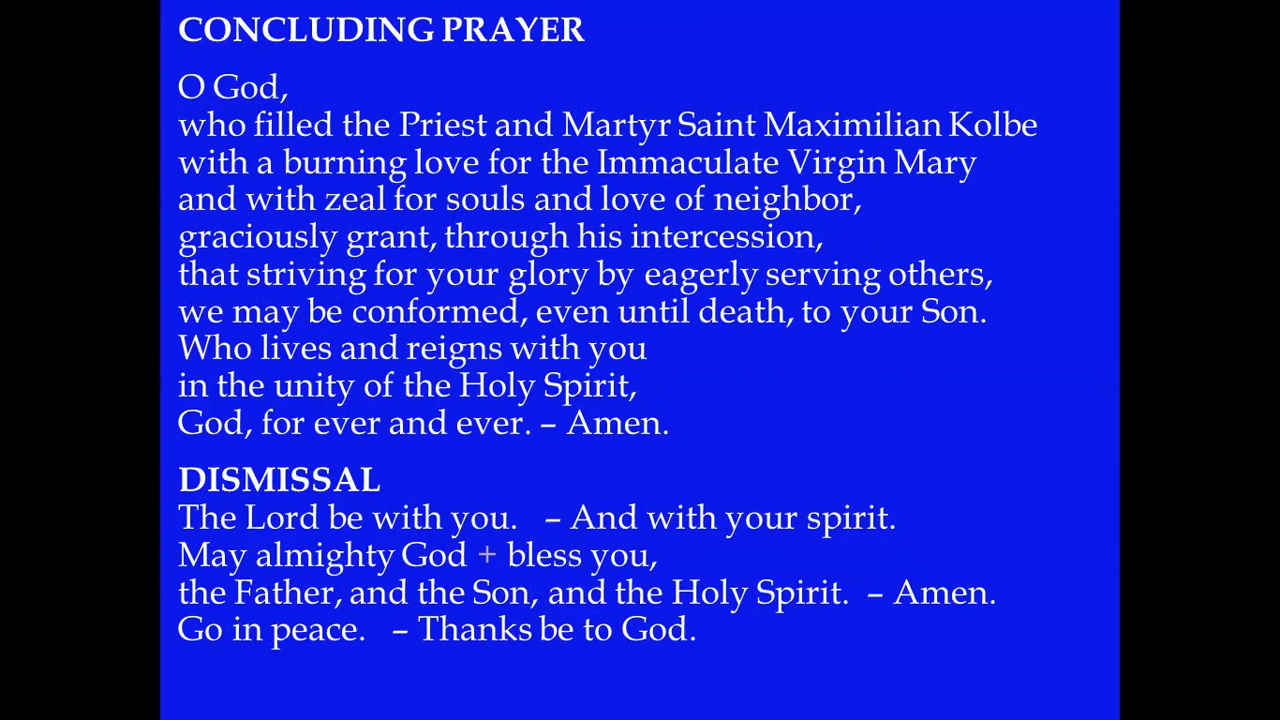 CONCLUDING PRAYER
O God,
who filled the Priest and Martyr Saint Maximilian Kolbe
with a burning love for the Immaculate Virgin Mary
and with zeal for souls and love of neighbor,
graciously grant, through his intercession,
that striving for your glory by eagerly serving others,
we may be conformed, even until death, to your Son.
Who lives and reigns with you
in the unity of the Holy Spirit,
God, for ever and ever. – Amen.
DISMISSAL
The Lord be with you. – And with your spirit.
May almighty God + bless you,
the Father, and the Son, and the Holy Spirit. – Amen.
Go in peace. – Thanks be to God.